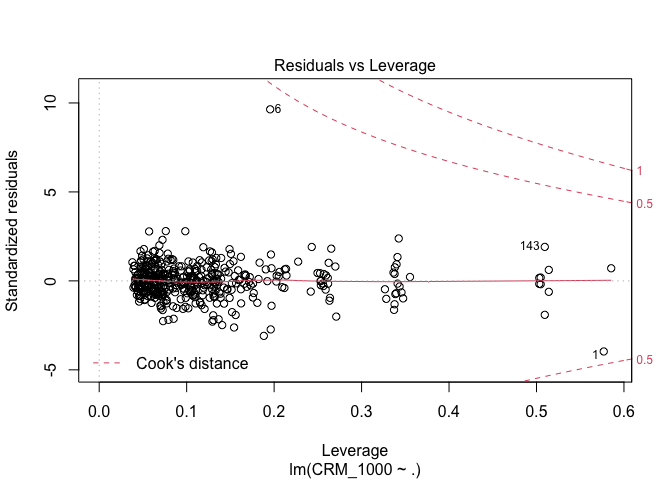 Residuals vs Leverage
Standardized residuals
10
5
0
-5
6
143
1
1
0.5
0.5
Cook's distance
0.0 0.1 0.2 0.3 0.4 0.5 0.6
Leverage
lm(CRM_1000 ~ .)